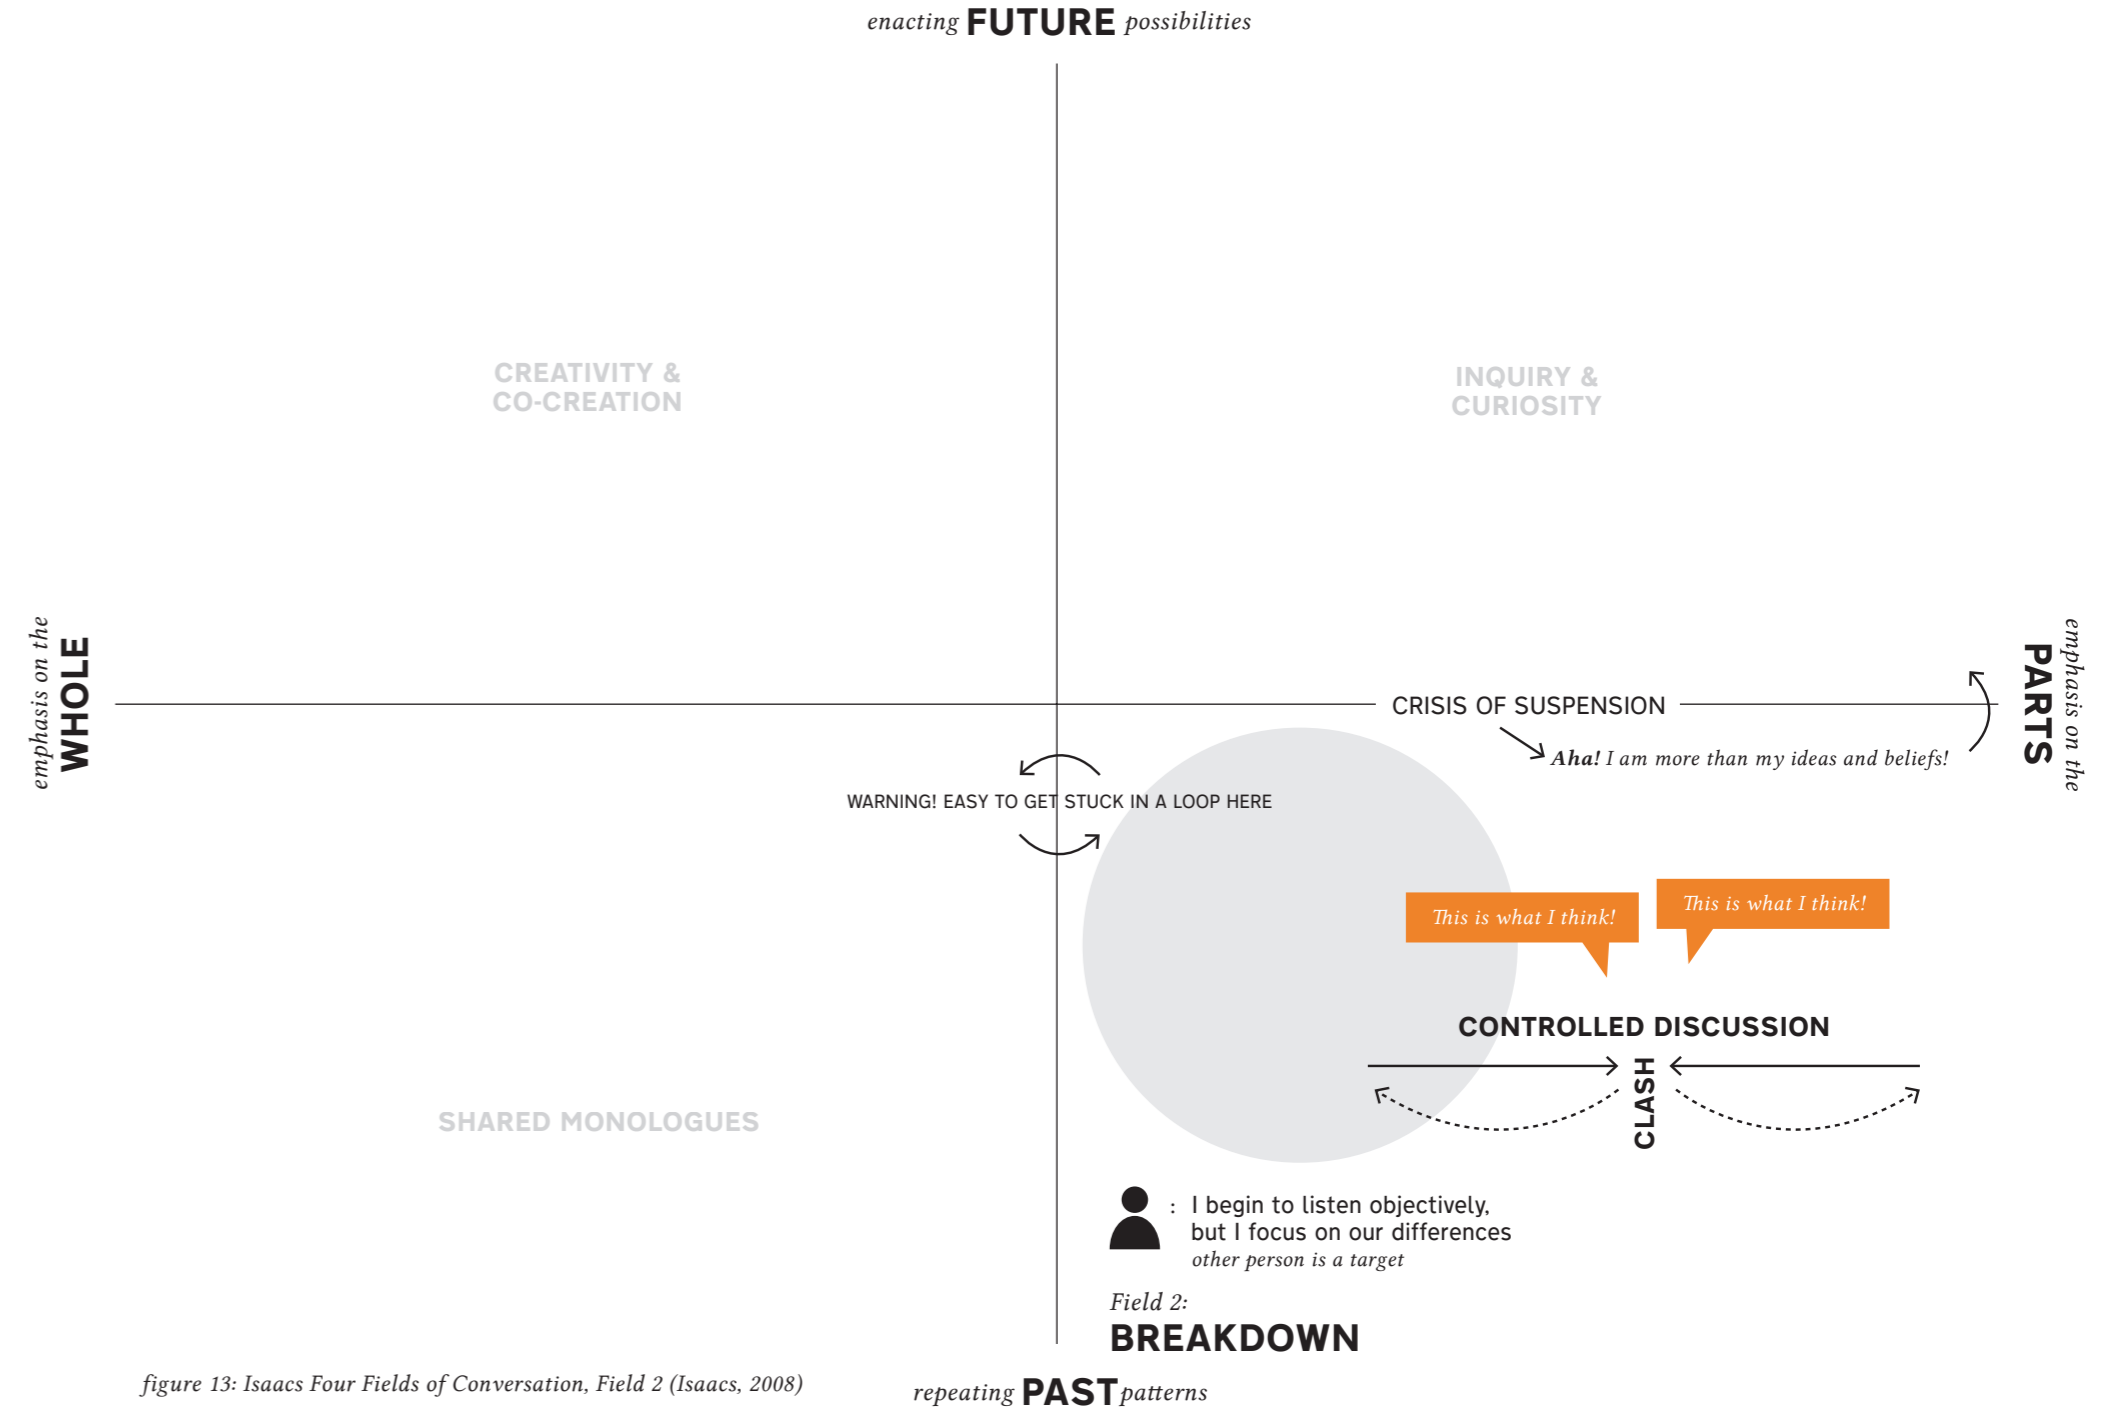 enacting FUTURE possibilities
CREATIVITY &
CO-CREATION
INQUIRY &
CURIOSITY
emphasis on the
WHOLE
emphasis on the
PARTS
CRISIS OF SUSPENSION
Aha! I am more than my ideas and beliefs!
WARNING! EASY TO GET STUCK IN A LOOP HERE
This is what I think!
This is what I think!
CONTROLLED DISCUSSION
CLASH
SHARED MONOLOGUES
: I begin to listen objectively,
but I focus on our differences
other person is a target
Field 2:
BREAKDOWN
figure 13: Isaacs Four Fields of Conversation, Field 2 (Isaacs, 2008)
repeating PAST patterns